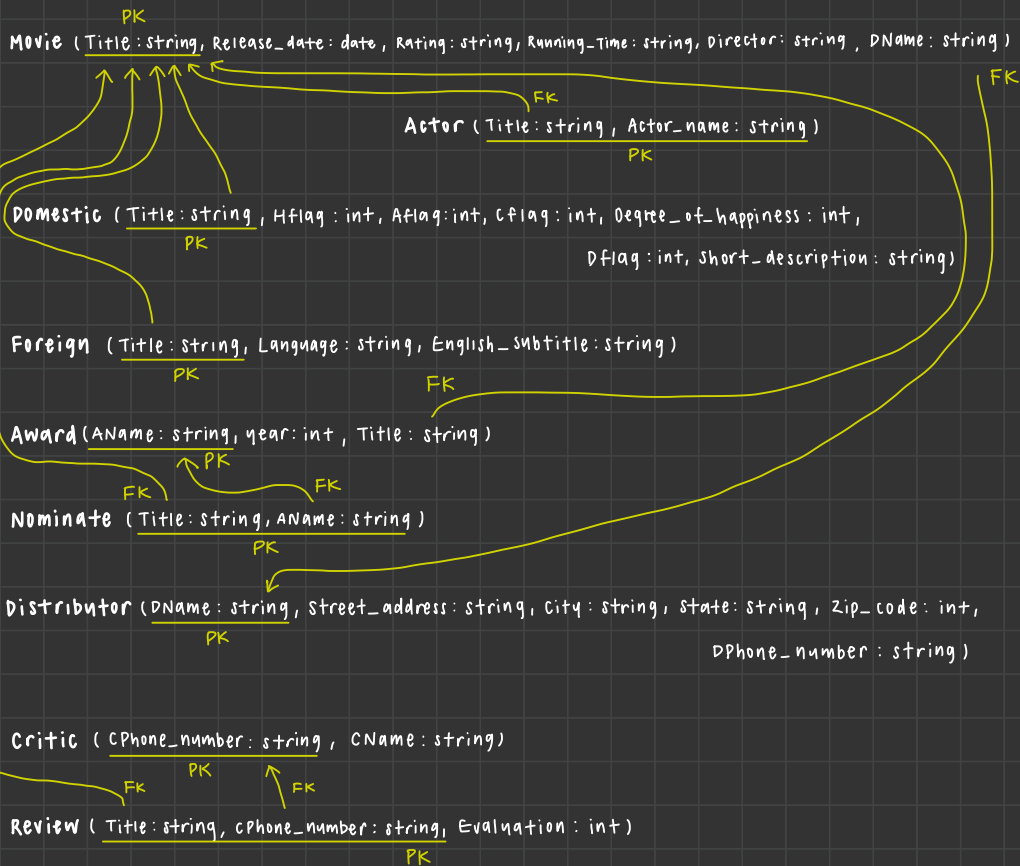 PK
Movie (Title: string, Release_date: date, Rating: string, Running_Time: string, Director: string, DName: string)
FK
FK
Actor (Title: string, Actor_name: string)
PK
Domestic (Title: string, Hflag: int, Aflag: int, Cflag: int, Degree_of_happiness: int,
PK
Dflag: int, short_description: string)
Foreign (Title: string, Language: string, English_subtitle: string)
PK
FK
Award (AName: string, year: int, Title: string)
PK
FK
FK
Nominate (Title: string, AName: string)
PK
Distributor (DName: string, Street_address: string, City: string, State: string, Zip_code: int,
PK
DPhone_number: string)
Critic (CPhone_number: string, CName: string)
PK
FK
FK
Review (Title: string, CPhone_number: string, Evaluation: int)
PK